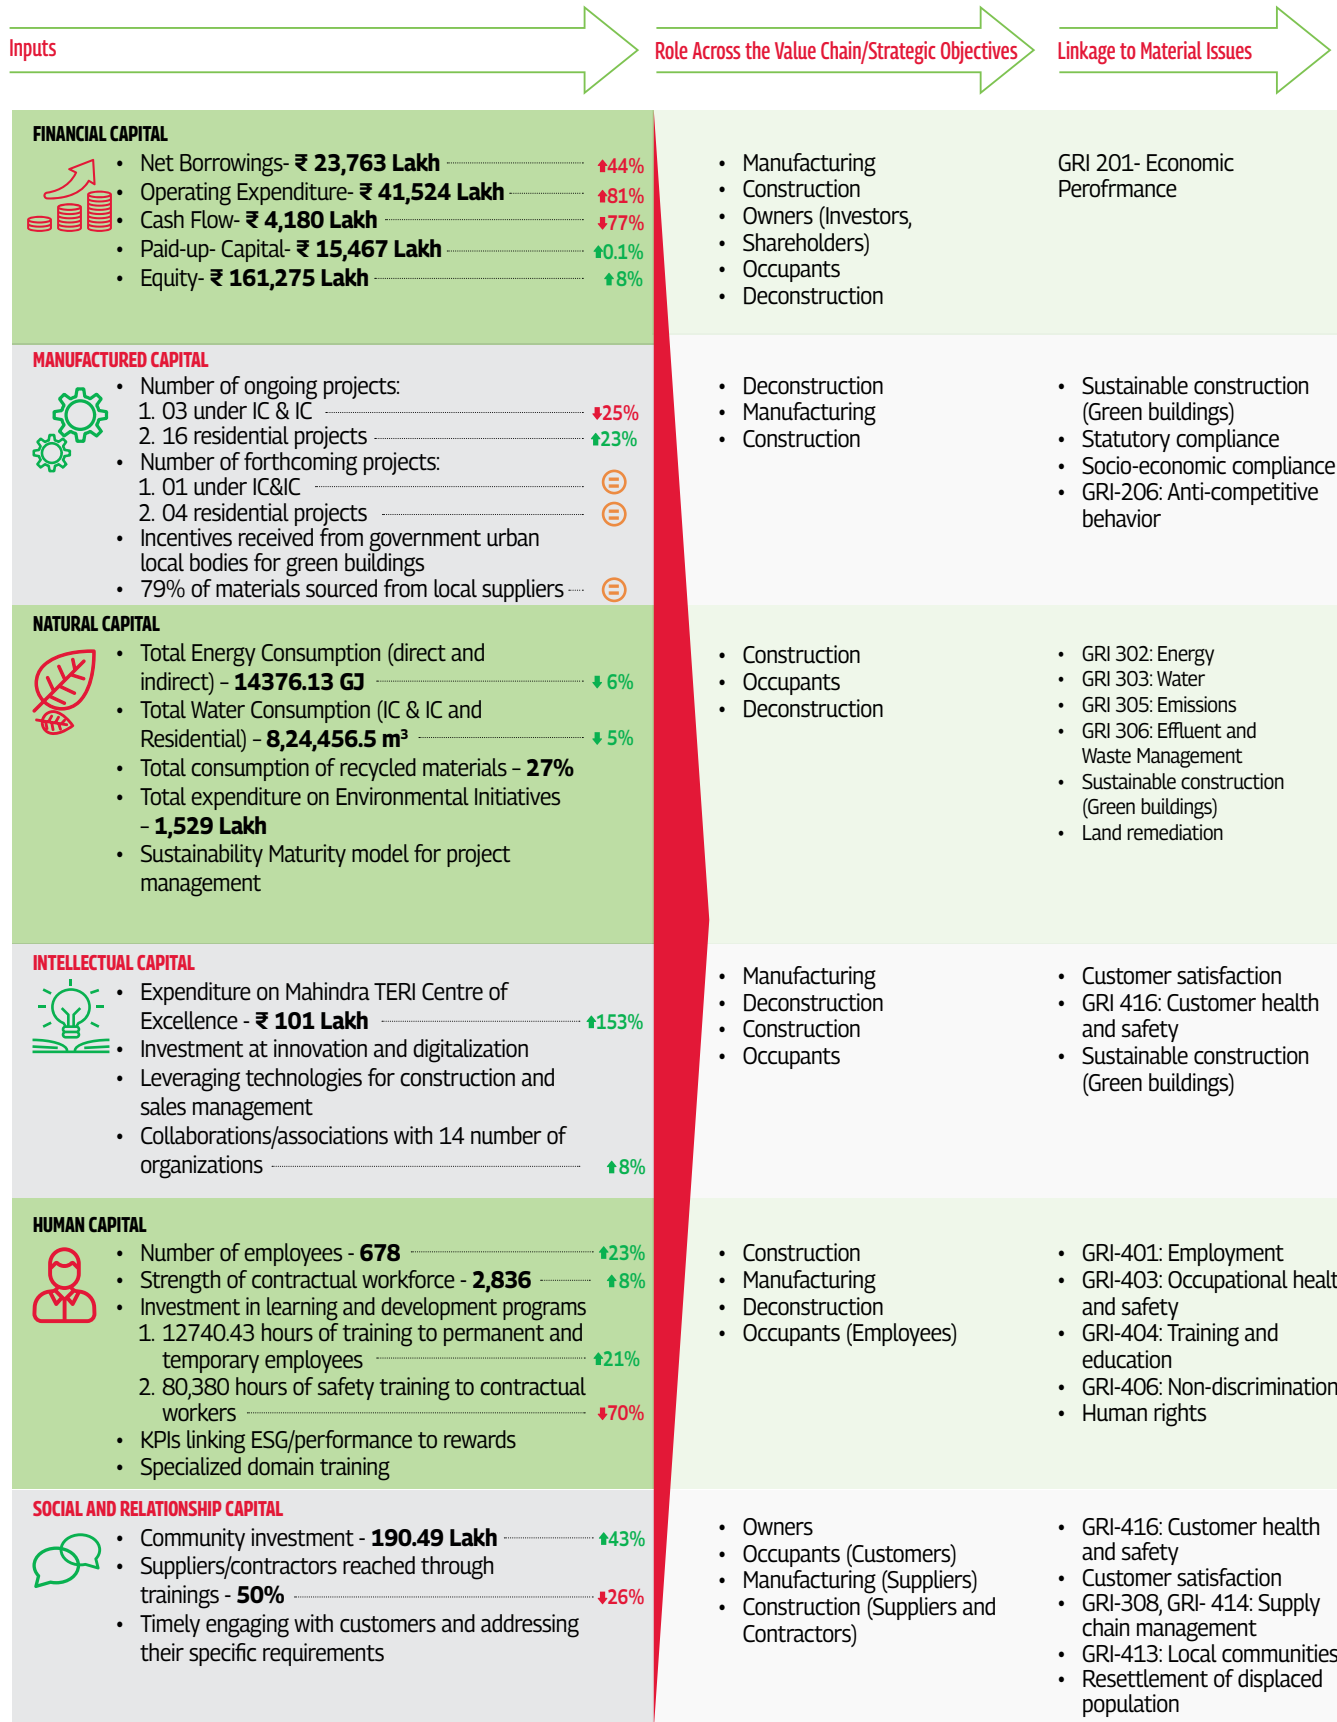 Inputs
Role Across the Value Chain/Strategic Objectives
Linkage to Material Issues
FINANCIAL CAPITAL
• Net Borrowings- ₹ 23,763 Lakh 44%
• Operating Expenditure- ₹ 41,524 Lakh 81%
• Cash Flow- ₹ 4,180 Lakh 77%
• Paid-up- Capital- ₹ 15,467 Lakh 0.1%
• Equity- ₹ 161,275 Lakh 8%
• Manufacturing
• Construction
• Owners (Investors,
• Shareholders)
• Occupants
• Deconstruction
GRI 201- Economic
Perofrmance
MANUFACTURED CAPITAL
• Number of ongoing projects:
1. 03 under IC & IC 25%
2. 16 residential projects 23%
• Number of forthcoming projects:
1. 01 under IC&IC
2. 04 residential projects
• Incentives received from government urban
local bodies for green buildings
• 79% of materials sourced from local suppliers
• Deconstruction
• Manufacturing
• Construction
• Sustainable construction
(Green buildings)
• Statutory compliance
• Socio-economic compliance
• GRI-206: Anti-competitive
behavior
NATURAL CAPITAL
• Total Energy Consumption (direct and
indirect) – 14376.13 GJ 6%
• Total Water Consumption (IC & IC and
Residential) – 8,24,456.5 m³ 5%
• Total consumption of recycled materials – 27%
• Total expenditure on Environmental Initiatives
– 1,529 Lakh
• Sustainability Maturity model for project
management
• Construction
• Occupants
• Deconstruction
• GRI 302: Energy
• GRI 303: Water
• GRI 305: Emissions
• GRI 306: Effluent and
Waste Management
• Sustainable construction
(Green buildings)
• Land remediation
INTELLECTUAL CAPITAL
• Expenditure on Mahindra TERI Centre of
Excellence - ₹ 101 Lakh 153%
• Investment at innovation and digitalization
• Leveraging technologies for construction and
sales management
• Collaborations/associations with 14 number of
organizations 8%
• Manufacturing
• Deconstruction
• Construction
• Occupants
• Customer satisfaction
• GRI 416: Customer health
and safety
• Sustainable construction
(Green buildings)
HUMAN CAPITAL
• Number of employees - 678 23%
• Strength of contractual workforce - 2,836 8%
• Investment in learning and development programs
1. 12740.43 hours of training to permanent and
temporary employees 21%
2. 80,380 hours of safety training to contractual
workers 70%
• KPIs linking ESG/performance to rewards
• Specialized domain training
• Construction
• Manufacturing
• Deconstruction
• Occupants (Employees)
• GRI-401: Employment
• GRI-403: Occupational healt
and safety
• GRI-404: Training and
education
• GRI-406: Non-discrimination
• Human rights
SOCIAL AND RELATIONSHIP CAPITAL
• Community investment - 190.49 Lakh 43%
• Suppliers/contractors reached through
trainings - 50% 26%
• Timely engaging with customers and addressing
their specific requirements
• Owners
• Occupants (Customers)
• Manufacturing (Suppliers)
• Construction (Suppliers and
Contractors)
• GRI-416: Customer health
and safety
• Customer satisfaction
• GRI-308, GRI- 414: Supply
chain management
• GRI-413: Local communities
• Resettlement of displaced
population